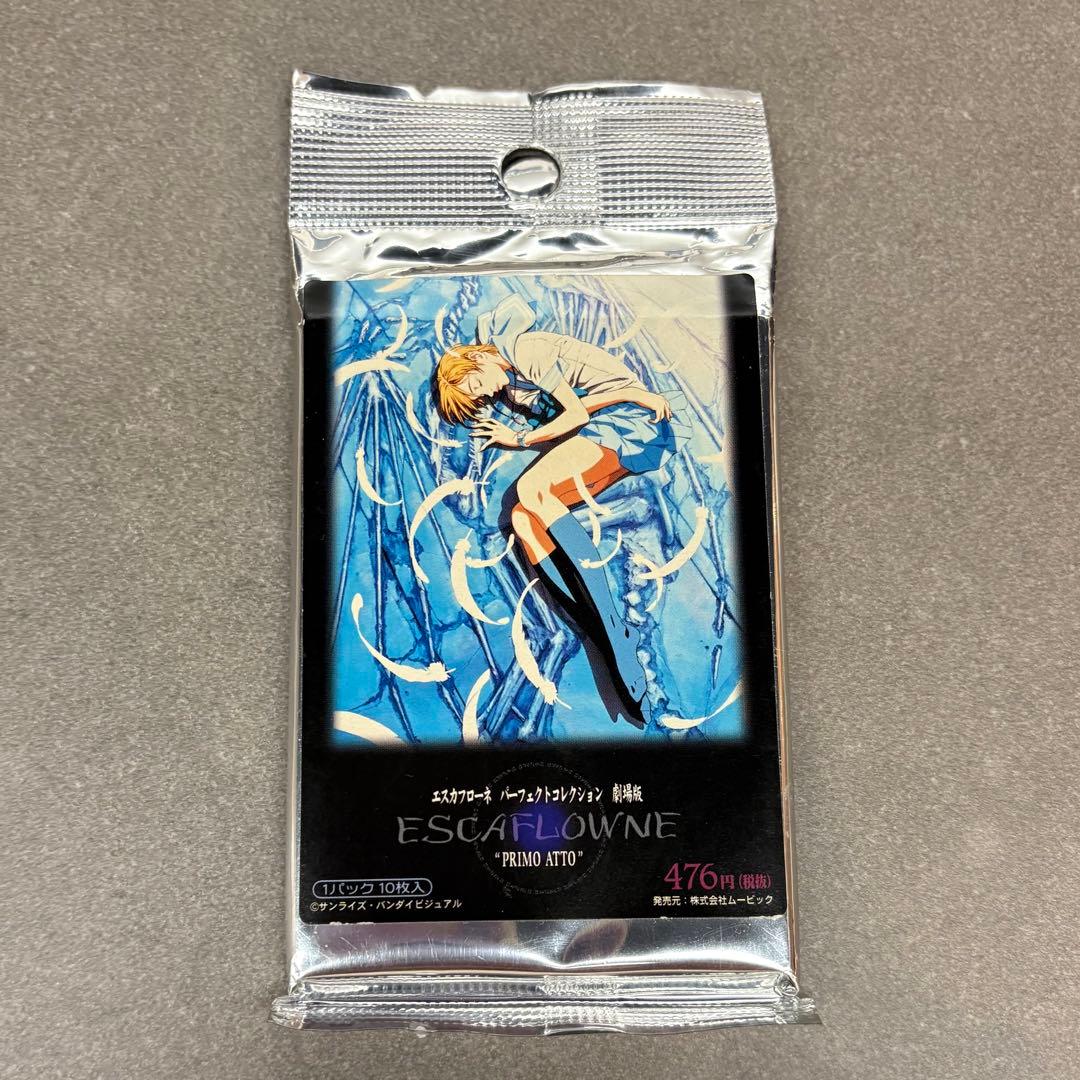 エスカフローネ パーフェクトコレクション 劇場版
ESCAFLOWNE
"PRIMO ATTO"
1パック 10枚入
476円(税抜)
©サンライズ・バンダイビジュアル
発売元:株式会社ムービック